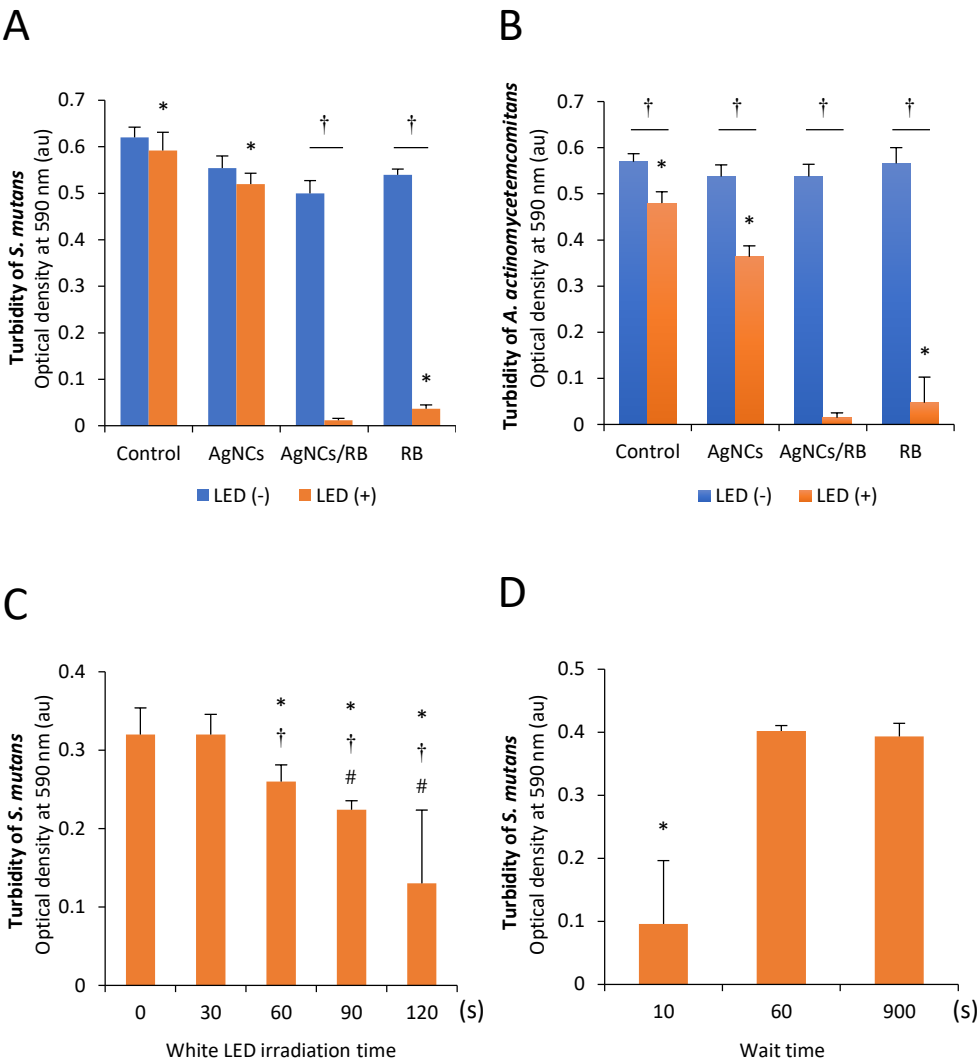 A
Turbidity of S. mutans
Optical density at 590 nm (au)
0.7
0.6
0.5
0.4
0.3
0.2
0.1
0
* * † † *
Control AgNCs AgNCs/RB RB
LED (-) LED (+)
B
Turbidity of A. actinomycetemcomitans
Optical density at 590 nm (au)
0.7
0.6
0.5
0.4
0.3
0.2
0.1
0
† † † †
* * *
Control AgNCs AgNCs/RB RB
LED (-) LED (+)
C
Turbidity of S. mutans
Optical density at 590 nm (au)
0.4
0.3
0.2
0.1
0
* * *
† † †
# #
0 30 60 90 120 (s)
White LED irradiation time
D
Turbidity of S. mutans
Optical density at 590 nm (au)
0.5
0.4
0.3
0.2
0.1
0
*
10 60 900 (s)
Wait time